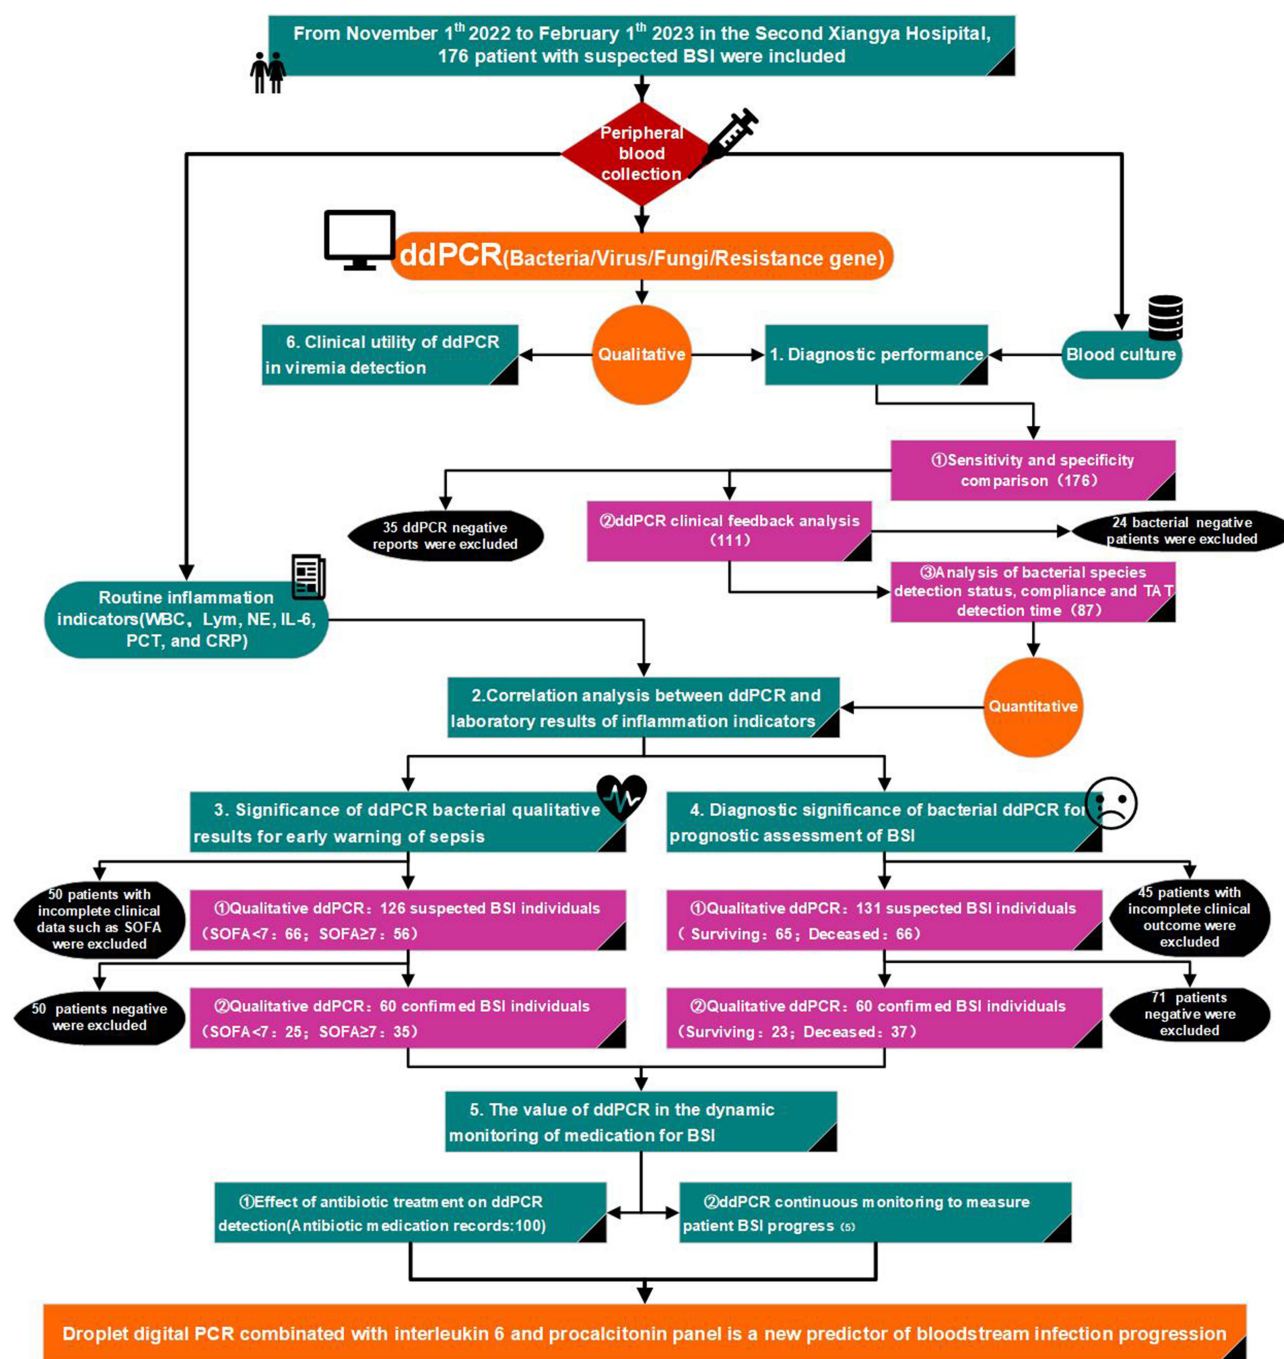 From November 1th 2022 to February 1th 2023 in the Second Xiangya Hosipital,
176 patient with suspected BSI were included
Peripheral
blood
collection
ddPCR(Bacteria/Virus/Fungi/Resistance gene)
6. Clinical utility of ddPCR
in viremia detection
Qualitative
1. Diagnostic performance
Blood culture
①Sensitivity and specificity
comparison（176）
35 ddPCR negative
reports were excluded
②ddPCR clinical feedback analysis
（111）
24 bacterial negative
patients were excluded
③Analysis of bacterial species
detection status, compliance and TAT
detection time（87）
Routine inflammation
indicators(WBC，Lym, NE, IL-6,
PCT, and CRP)
2.Correlation analysis between ddPCR and
laboratory results of inflammation indicators
Quantitative
3. Significance of ddPCR bacterial qualitative
results for early warning of sepsis
4. Diagnostic significance of bacterial ddPCR for
prognostic assessment of BSI
50 patients with
incomplete clinical
data such as SOFA
were excluded
①Qualitative ddPCR：126 suspected BSI individuals
（SOFA<7：66；SOFA≥7：56）
①Qualitative ddPCR：131 suspected BSI individuals
（Surviving：65；Deceased：66）
45 patients with
incomplete clinical
outcome were
excluded
50 patients negative
were excluded
②Qualitative ddPCR：60 confirmed BSI individuals
（SOFA<7：25；SOFA≥7：35）
②Qualitative ddPCR：60 confirmed BSI individuals
（Surviving：23；Deceased：37）
71 patients
negative were
excluded
5. The value of ddPCR in the dynamic
monitoring of medication for BSI
①Effect of antibiotic treatment on ddPCR
detection(Antibiotic medication records:100)
②ddPCR continuous monitoring to measure
patient BSI progress（5）
Droplet digital PCR combined with interleukin 6 and procalcitonin panel is a new predictor of bloodstream infection progression